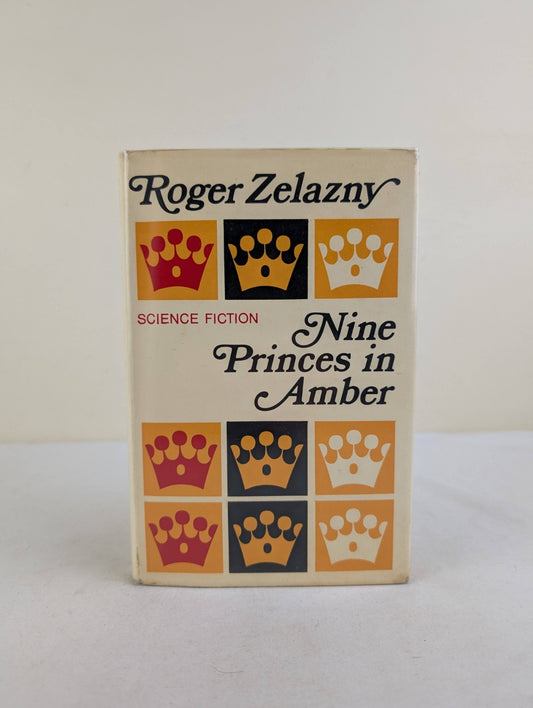 Roger Zelazny
SCIENCE FICTION
Nine
Princes in
Amber